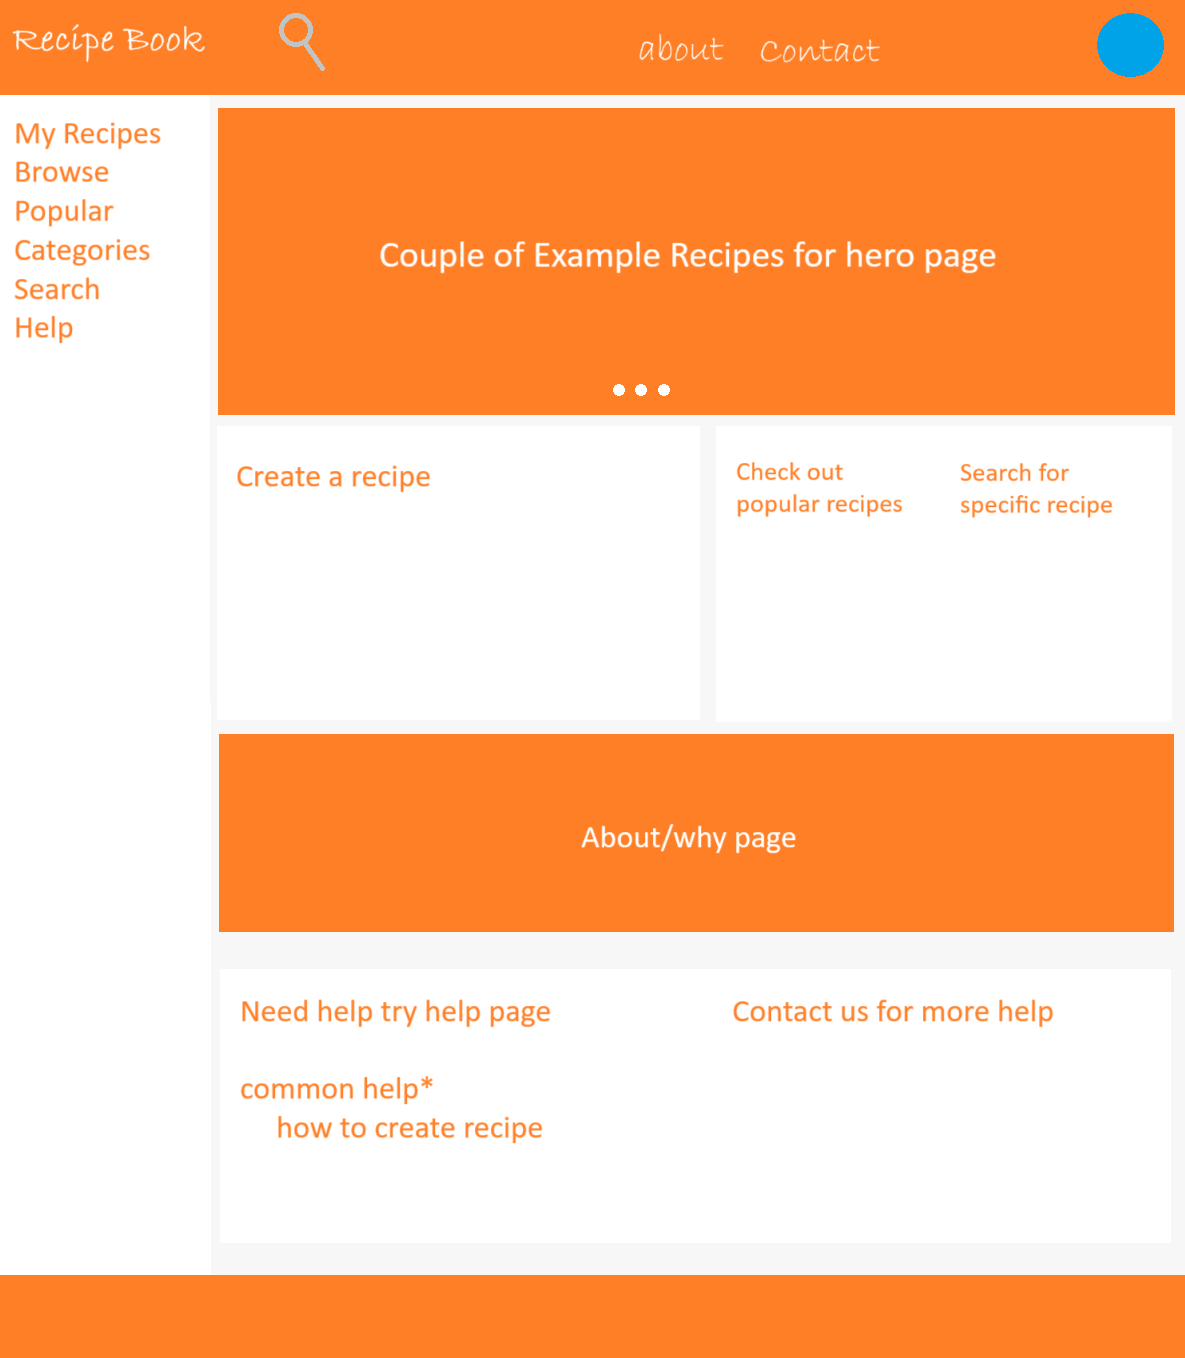 Recipe Book
about Contact
My Recipes
Browse
Popular
Categories
Search
Help
Couple of Example Recipes for hero page
Create a recipe
Check out
popular recipes
Search for
specific recipe
About/why page
Need help try help page
common help*
how to create recipe
Contact us for more help